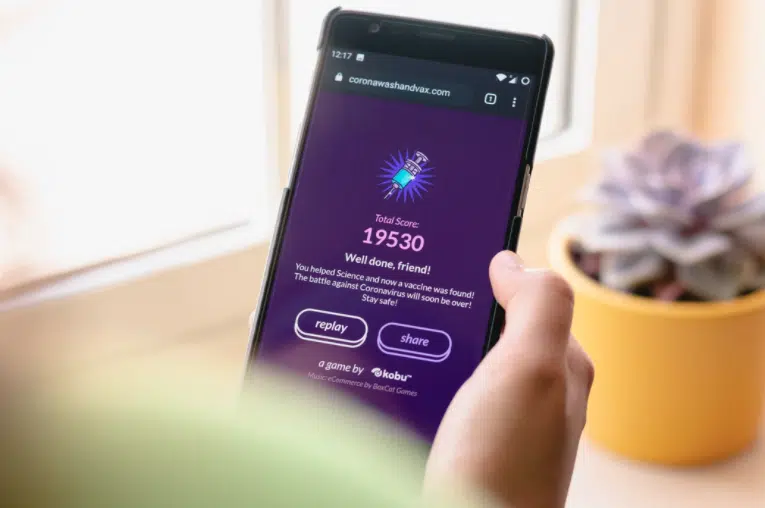 12:17
coronawashandvax.com
1
Total Score:
19530
Well done, friend!
You helped Science and now a vaccine was found!
The battle against Coronavirus will soon be over!
Stay safe!
replay
share
a game by kobu™
Music: eCommerce by BoxCat Games